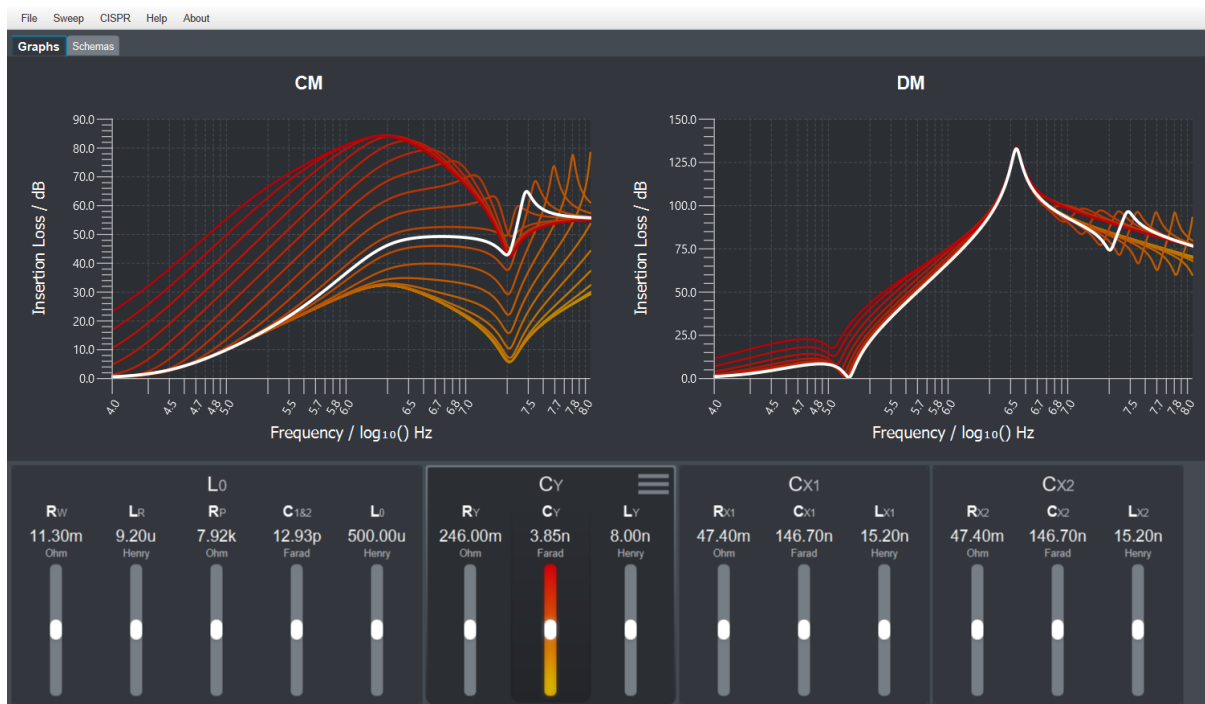 File Sweep CISPR Help About
Graphs Schemas
CM
Insertion Loss / dB
90.0
80.0
70.0
60.0
50.0
40.0
30.0
20.0
10.0
0.0
4.0 4.5 4.7 4.8 5.0 5.5 5.7 5.8 6.0 6.5 6.7 6.8 7.0 7.5 7.7 7.8 8.0
Frequency / log₁₀() Hz
DM
Insertion Loss / dB
150.0
125.0
100.0
75.0
50.0
25.0
0.0
4.0 4.5 4.7 4.8 5.0 5.5 5.7 5.8 6.0 6.5 6.7 6.8 7.0 7.5 7.7 7.8 8.0
Frequency / log₁₀() Hz
L0
RW LR RP C1&2 L0
11.30m 9.20u 7.92k 12.93p 500.00u
Ohm Henry Ohm Farad Henry
CY
RY CY LY
246.00m 3.85n 8.00n
Ohm Farad Henry
CX1
RX1 CX1 LX1
47.40m 146.70n 15.20n
Ohm Farad Henry
CX2
RX2 CX2 LX2
47.40m 146.70n 15.20n
Ohm Farad Henry